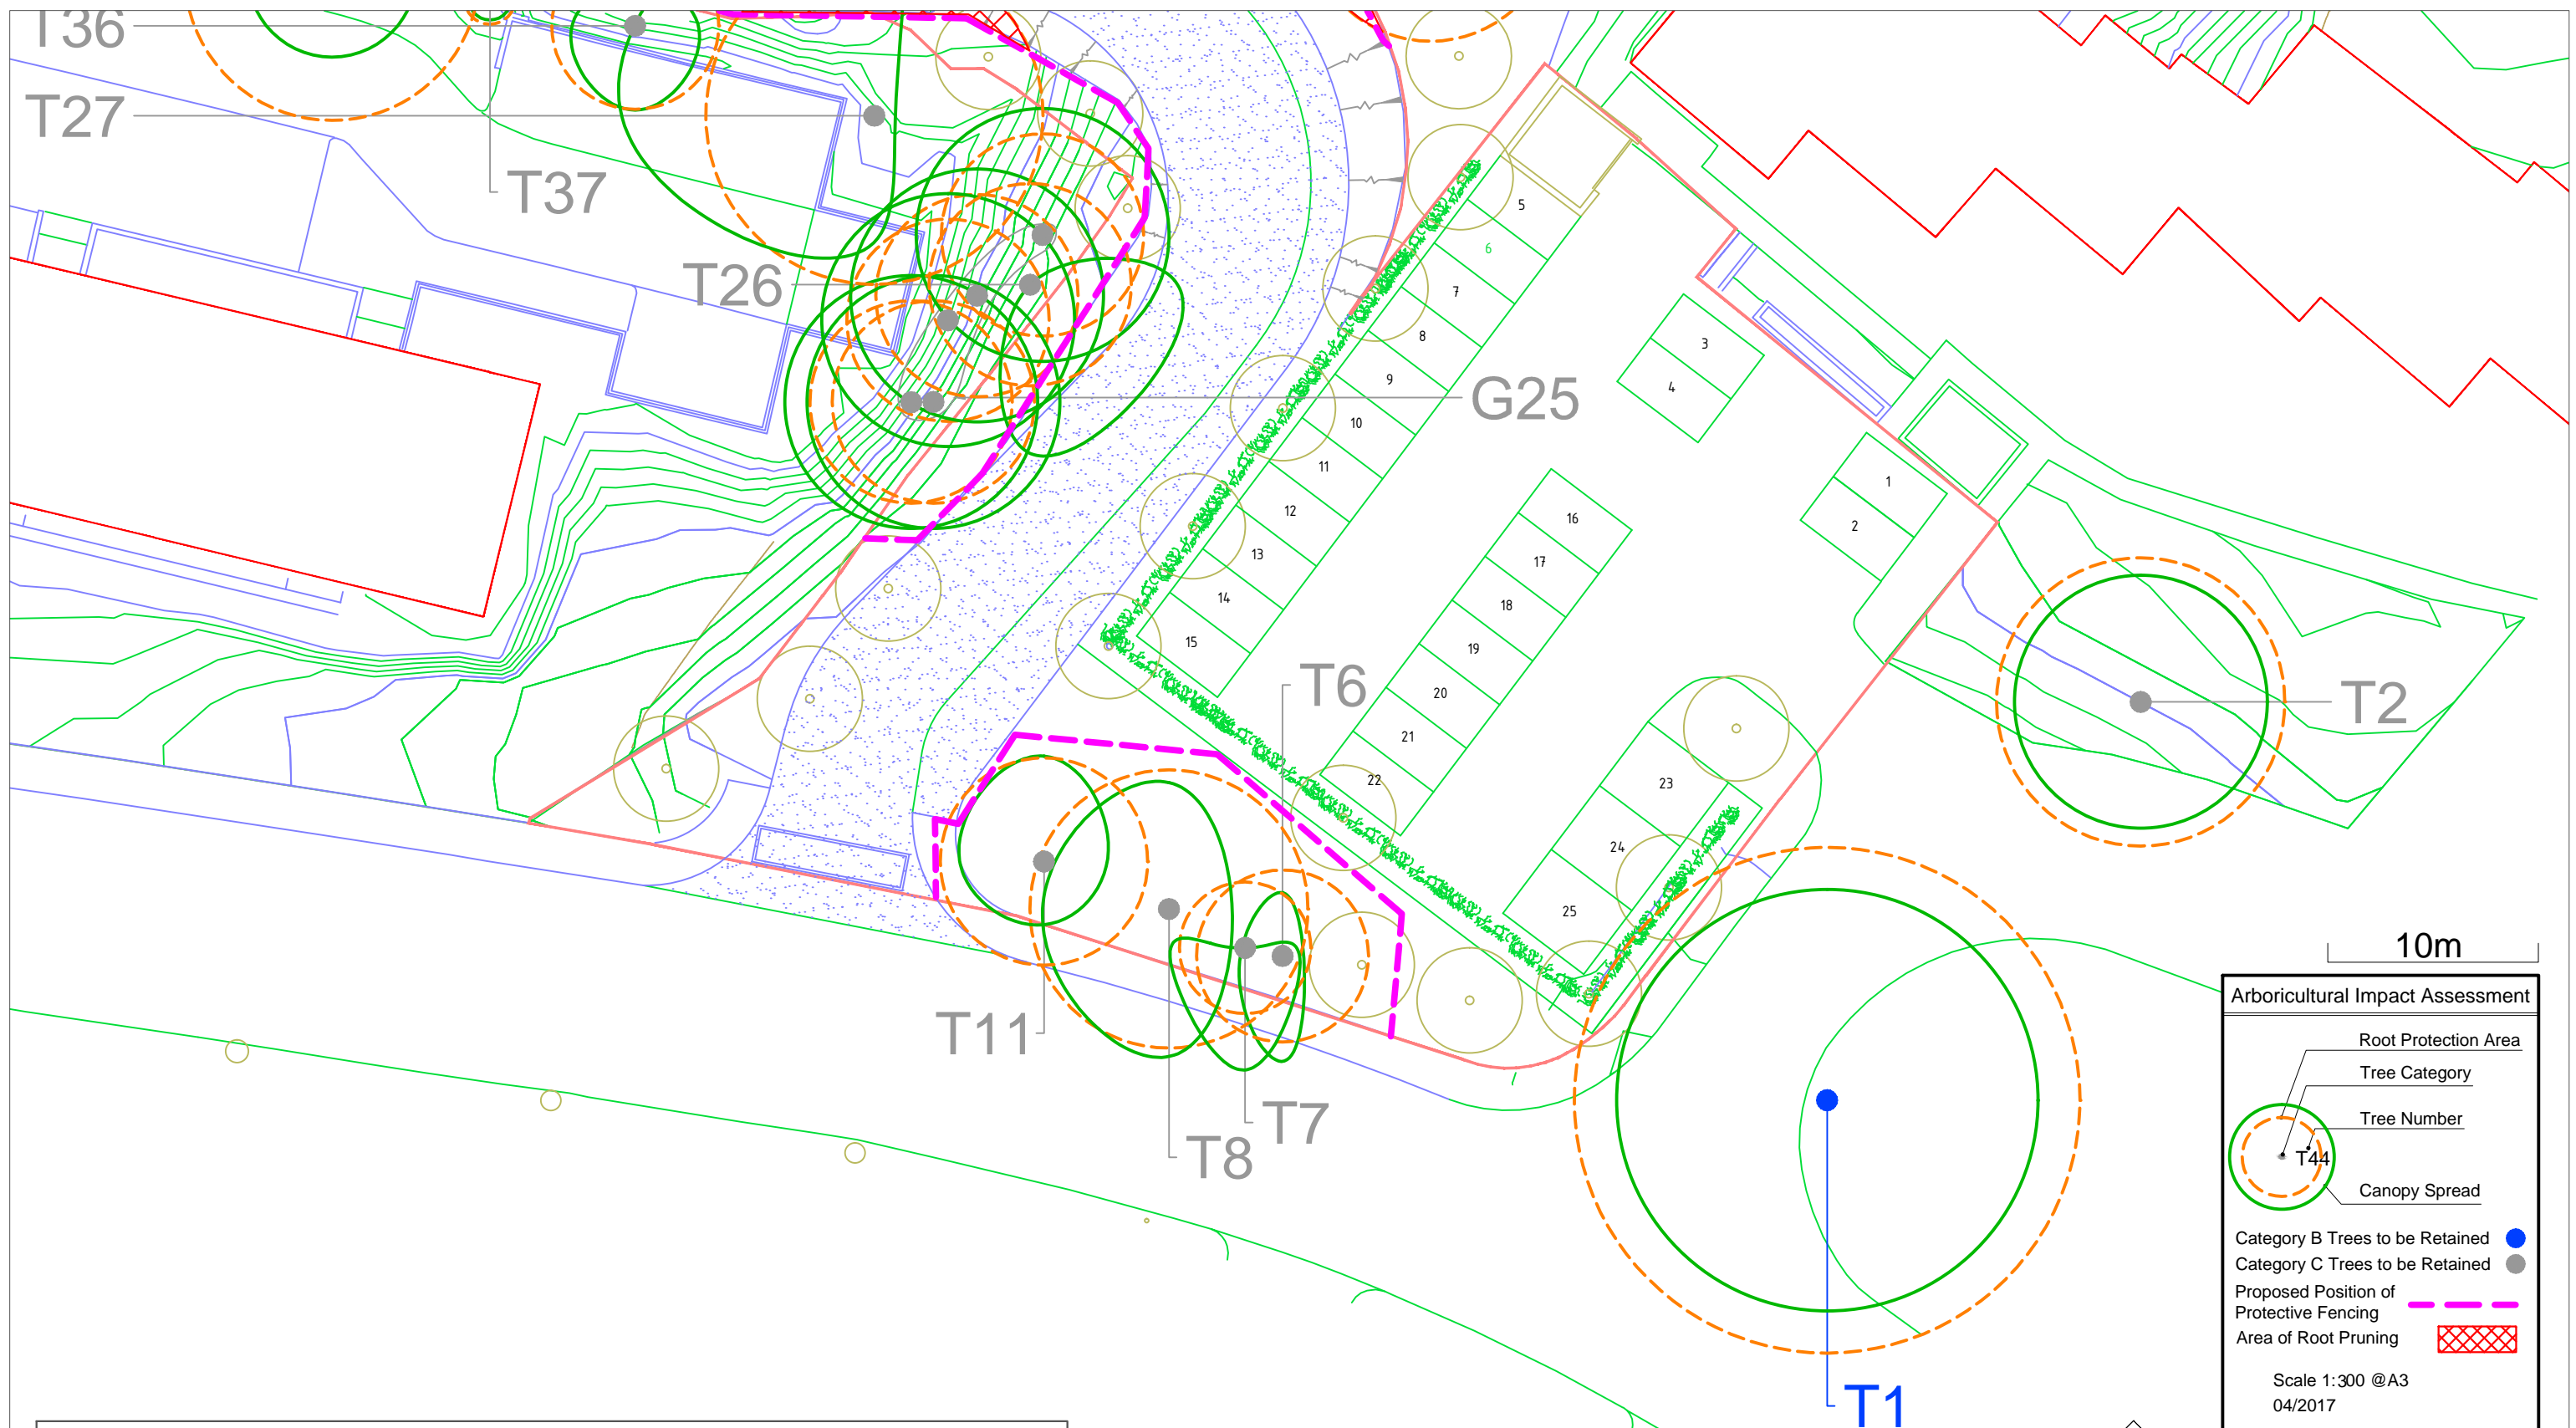 T36
T27
T37
T26
G25
5
6
7
8
9
10
11
12
13
14
15
3
4
1
2
16
17
18
19
20
21
22
23
24
25
T6
T2
T11
T7
T8
T1
10m
Arboricultural Impact Assessment
Root Protection Area
Tree Category
Tree Number
T44
Canopy Spread
Category B Trees to be Retained
Category C Trees to be Retained
Proposed Position of
Protective Fencing
Area of Root Pruning
Scale 1:300 @A3
04/2017